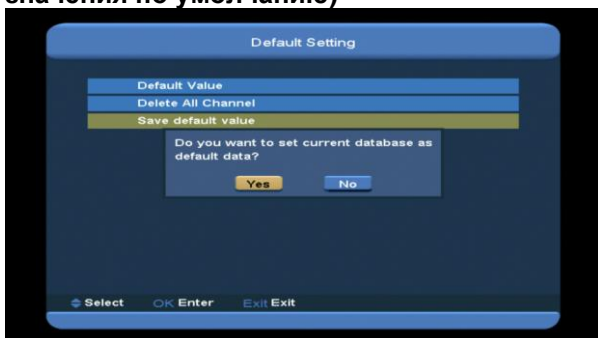 значения по умолчанию)
Default Setting
Default Value
Delete All Channel
Save default value
Do you want to set current database as
default data?
Yes No
Select OK Enter Exit Exit